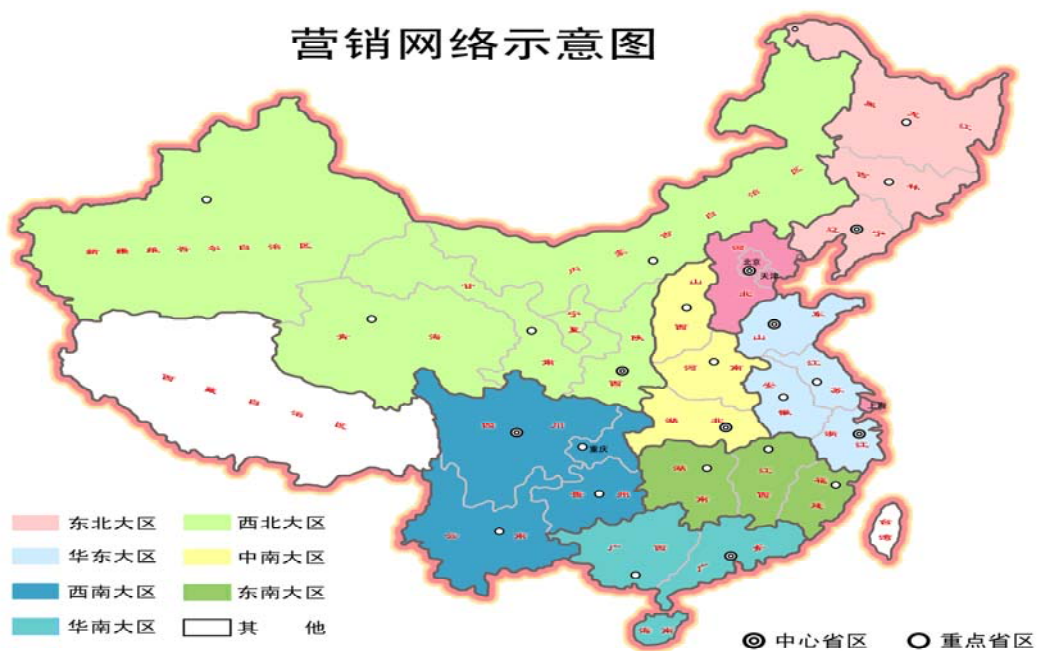 营销网络示意图
黑龙江
吉林
辽宁
内蒙古自治区
新疆维吾尔自治区
甘肃
青海
宁夏
陕西
西藏自治区
河北
北京
天津
山西
山东
河南
江苏
安徽
上海
湖北
浙江
四川
重庆
贵州
云南
湖南
江西
福建
广西
广东
海南
台湾
东北大区
西北大区
华东大区
中南大区
西南大区
东南大区
华南大区
其 他
中心省区
重点省区